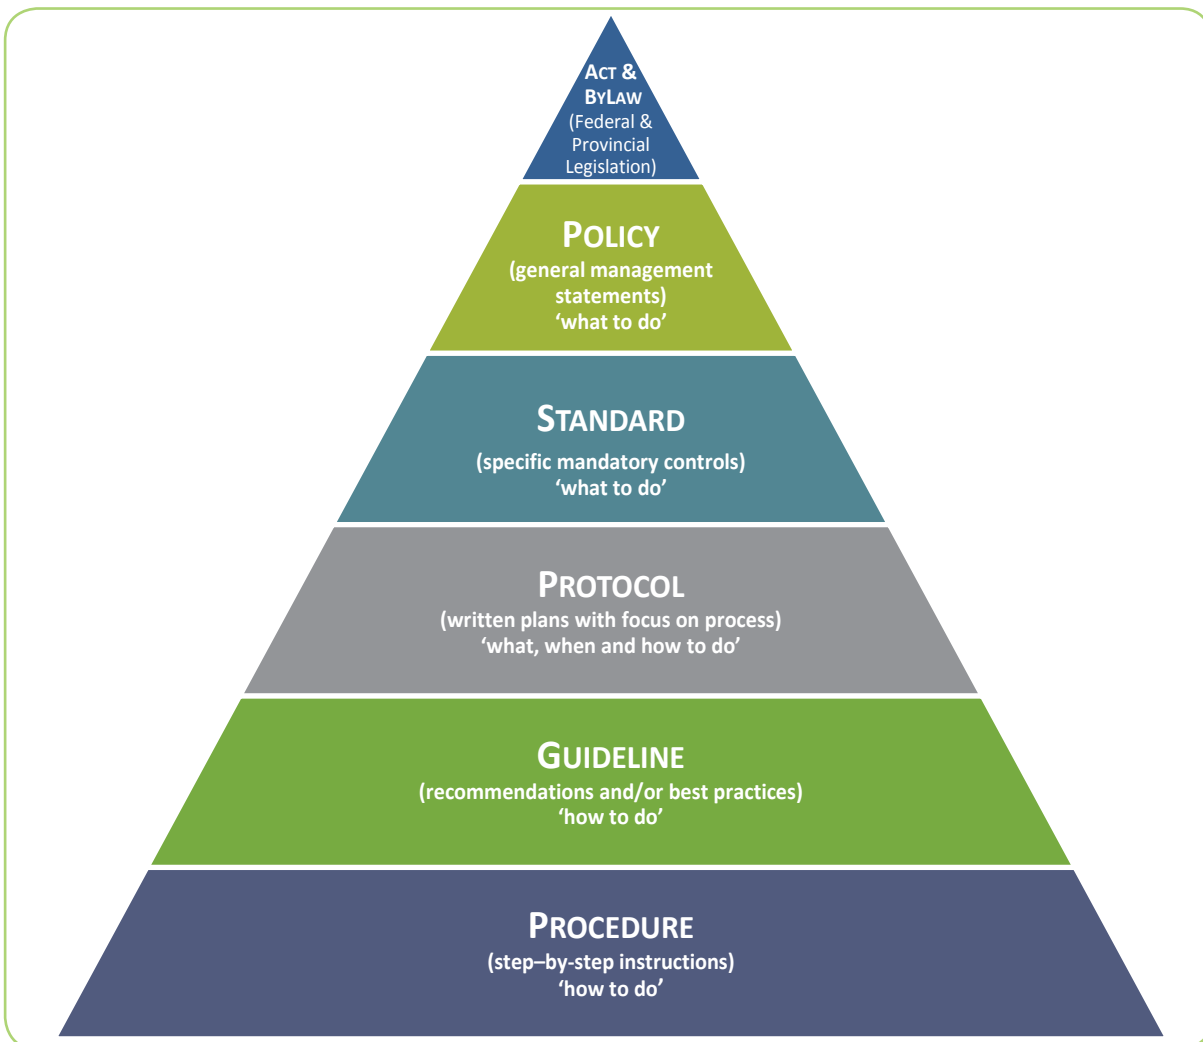 ACT &
BYLAW
(Federal &
Provincial
Legislation)
POLICY
(general management
statements)
‘what to do’
STANDARD
(specific mandatory controls)
‘what to do’
PROTOCOL
(written plans with focus on process)
‘what, when and how to do’
GUIDELINE
(recommendations and/or best practices)
‘how to do’
PROCEDURE
(step–by-step instructions)
‘how to do’